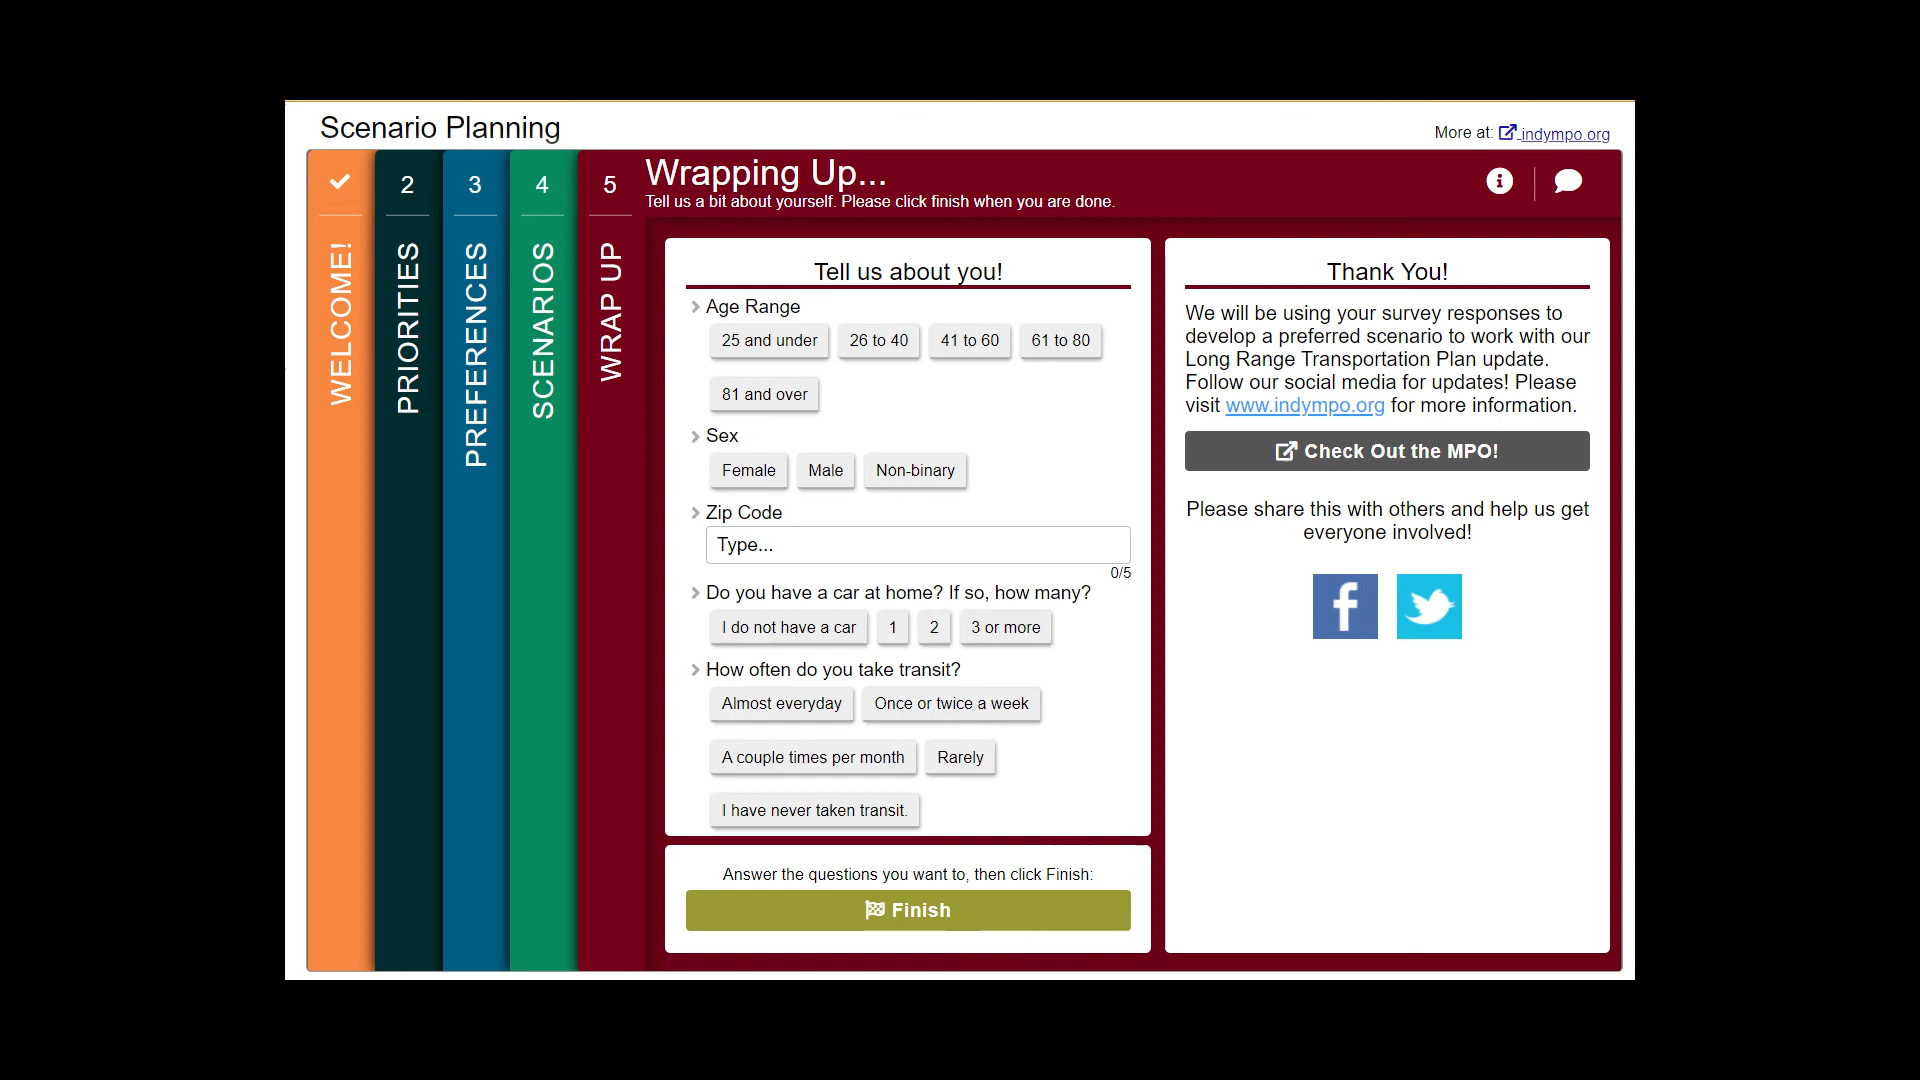 Scenario Planning
More at: indympo.org
WELCOME!
2
PRIORITIES
3
PREFERENCES
4
SCENARIOS
5
WRAP UP
Wrapping Up...
Tell us a bit about yourself. Please click finish when you are done.
Tell us about you!
Age Range
25 and under
26 to 40
41 to 60
61 to 80
81 and over
Sex
Female
Male
Non-binary
Zip Code
Type...
0/5
Do you have a car at home? If so, how many?
I do not have a car
1
2
3 or more
How often do you take transit?
Almost everyday
Once or twice a week
A couple times per month
Rarely
I have never taken transit.
Answer the questions you want to, then click Finish:
Finish
Thank You!
We will be using your survey responses to
develop a preferred scenario to work with our
Long Range Transportation Plan update.
Follow our social media for updates! Please
visit www.indympo.org for more information.
Check Out the MPO!
Please share this with others and help us get
everyone involved!